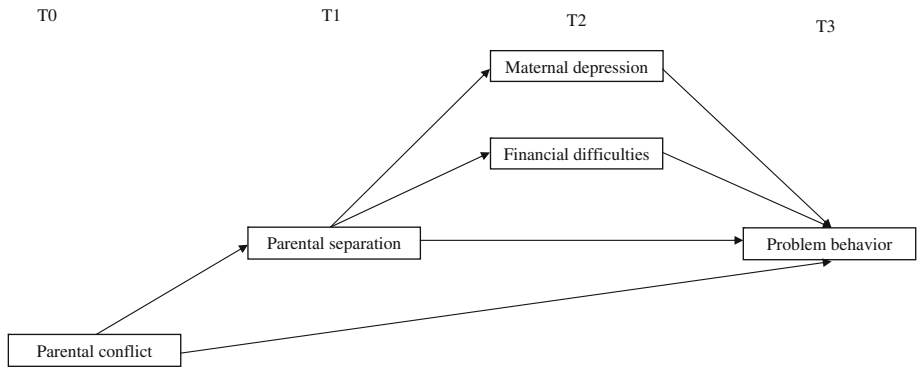 T0
T1
T2
T3
Maternal depression
Financial difficulties
Parental separation
Problem behavior
Parental conflict